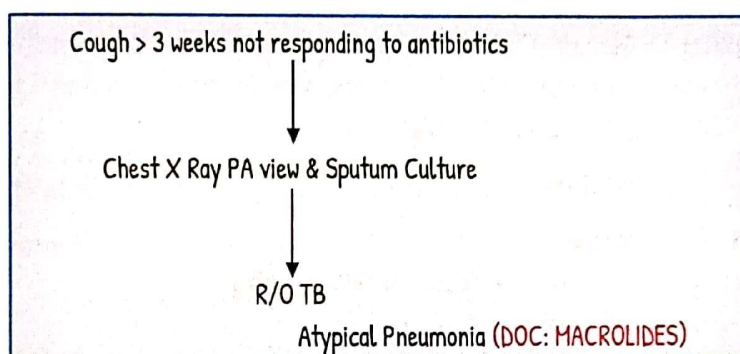 Cough > 3 weeks not responding to antibiotics
Chest X Ray PA view & Sputum Culture
R/O TB
Atypical Pneumonia (DOC: MACROLIDES)